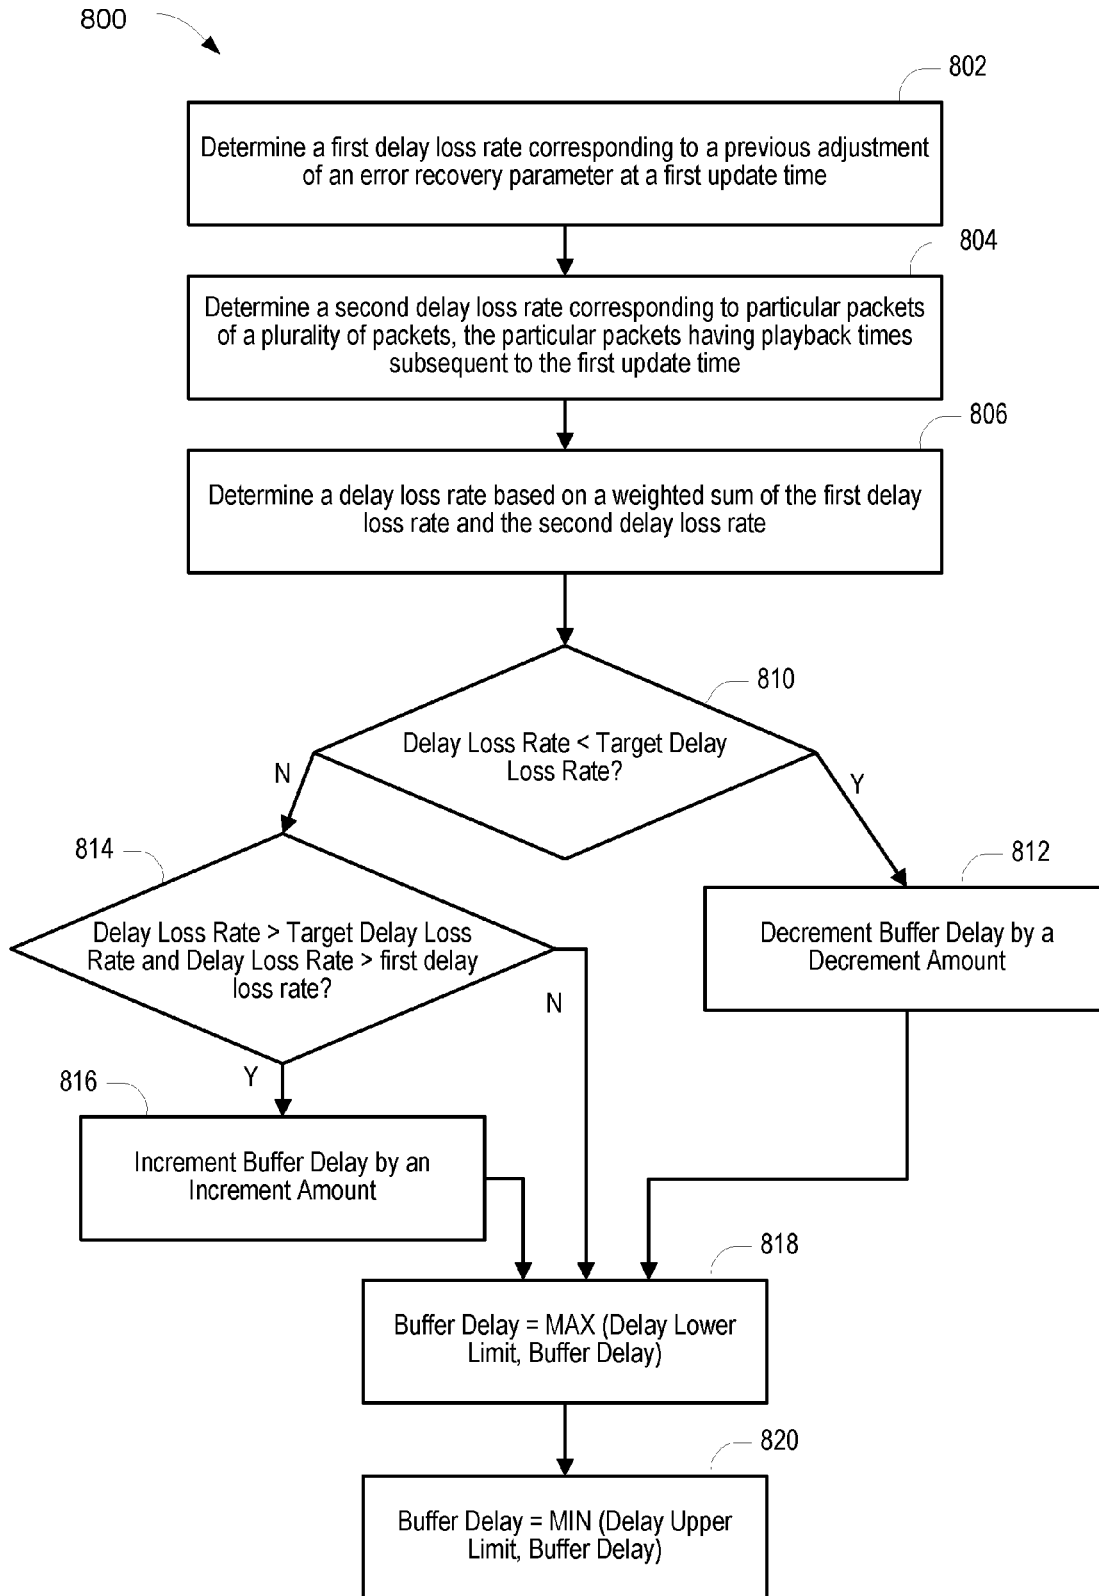 800
802
Determine a first delay loss rate corresponding to a previous adjustment
of an error recovery parameter at a first update time
804
Determine a second delay loss rate corresponding to particular packets
of a plurality of packets, the particular packets having playback times
subsequent to the first update time
806
Determine a delay loss rate based on a weighted sum of the first delay
loss rate and the second delay loss rate
810
Delay Loss Rate < Target Delay
Loss Rate?
N
Y
814
812
Delay Loss Rate > Target Delay Loss
Rate and Delay Loss Rate > first delay
loss rate?
Decrement Buffer Delay by a
Decrement Amount
N
Y
816
Increment Buffer Delay by an
Increment Amount
818
Buffer Delay = MAX (Delay Lower
Limit, Buffer Delay)
820
Buffer Delay = MIN (Delay Upper
Limit, Buffer Delay)